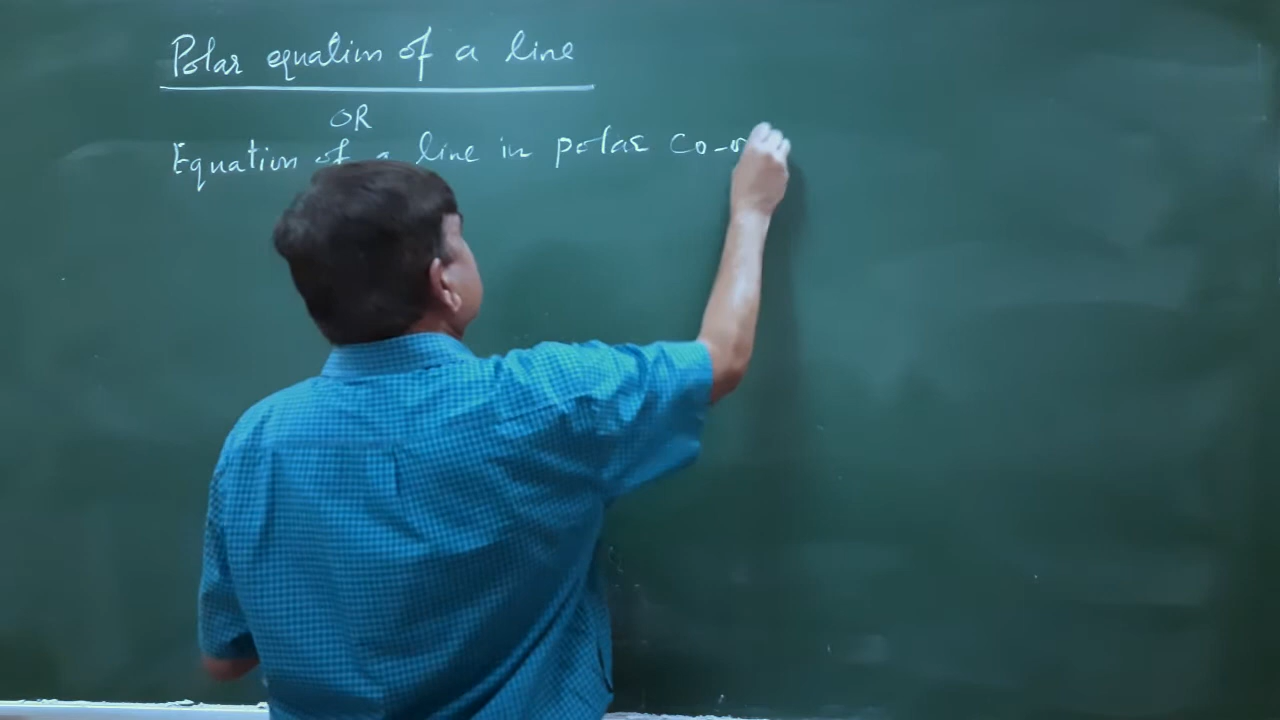 Polar equation of a line
OR
Equation of a line in polar Co-o